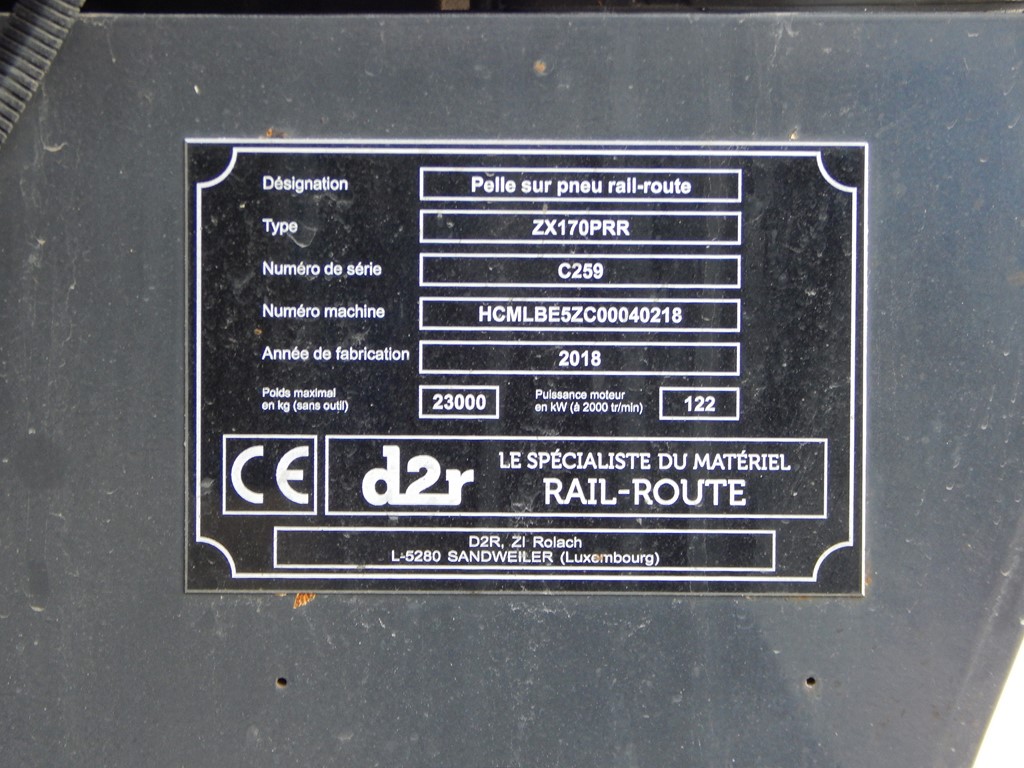 Désignation Pelle sur pneu rail-route
Type ZX170PRR
Numéro de série C259
Numéro machine HCMLBE5ZC00040218
Année de fabrication 2018
Poids maximal
en kg (sans outil) 23000 Puissance moteur
en kW (à 2000 tr/min) 122
CE d2r LE SPÉCIALISTE DU MATÉRIEL
RAIL-ROUTE
D2R, ZI Rolach
L-5280 SANDWEILER (Luxembourg)